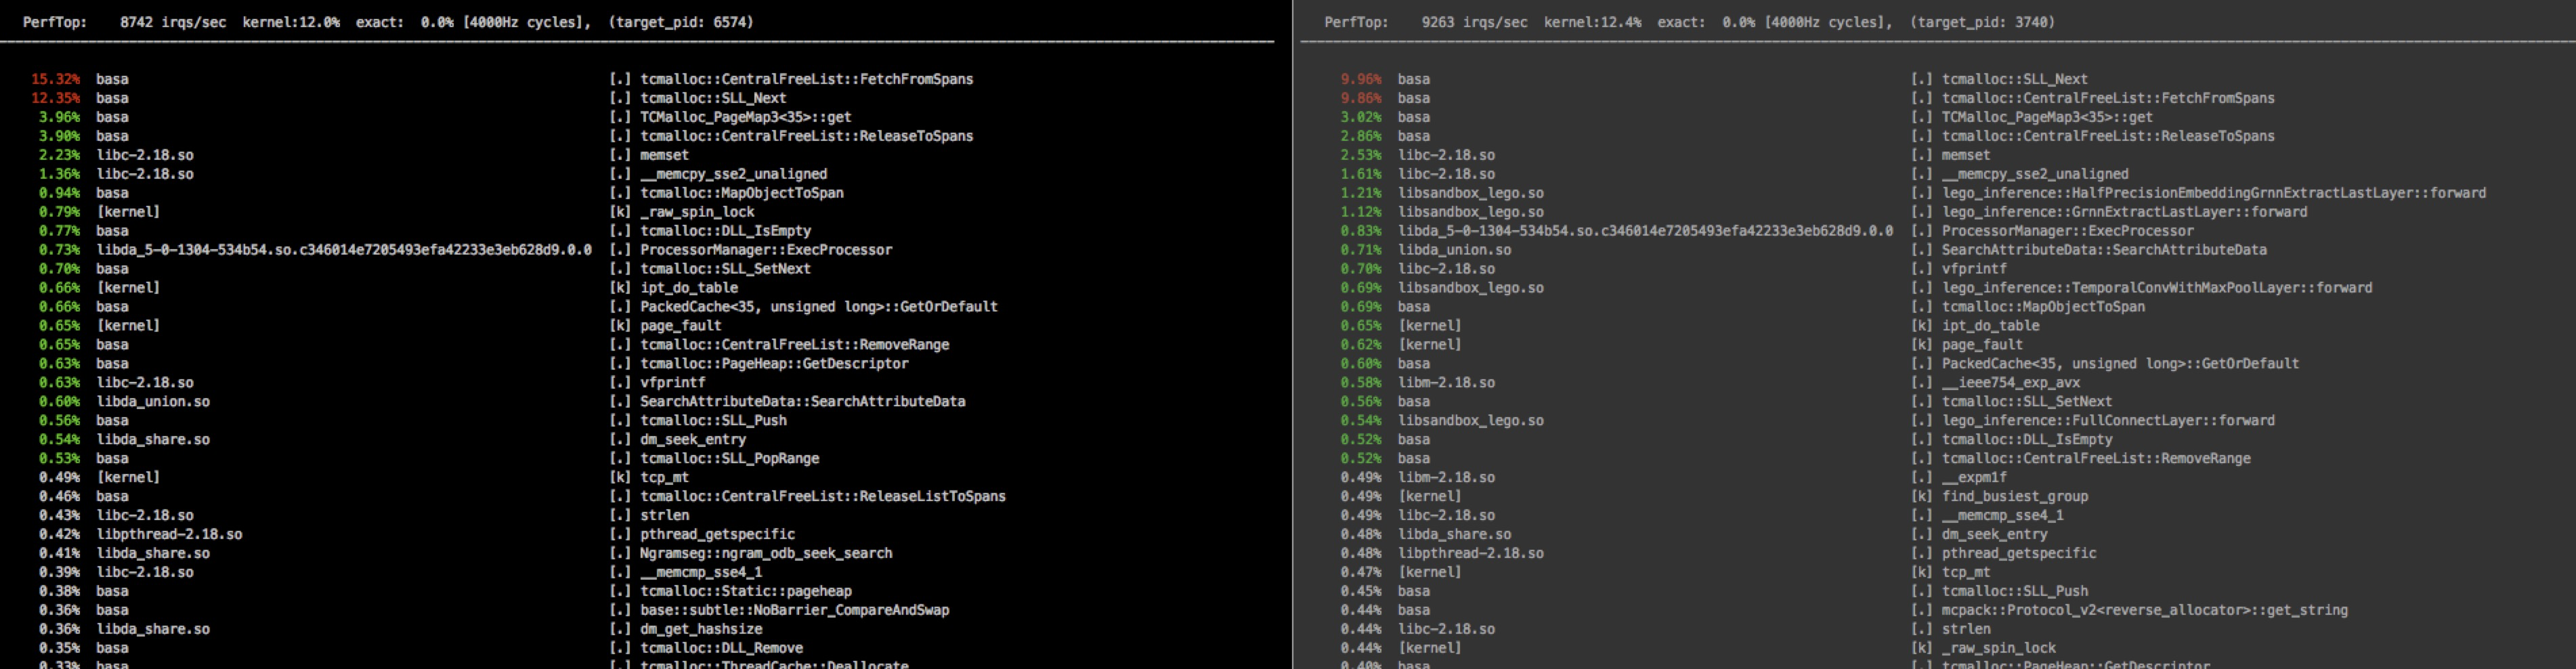 PerfTop: 8742 irqs/sec kernel:12.0% exact: 0.0% [4000Hz cycles], (target_pid: 6574)
15.32% basa [.] tcmalloc::CentralFreeList::FetchFromSpans
12.35% basa [.] tcmalloc::SLL_Next
3.96% basa [.] TCMalloc_PageMap3<35>::get
3.90% basa [.] tcmalloc::CentralFreeList::ReleaseToSpans
2.23% libc-2.18.so [.] memset
1.36% libc-2.18.so [.] __memcpy_sse2_unaligned
0.94% basa [.] tcmalloc::MapObjectToSpan
0.79% [kernel] [k] _raw_spin_lock
0.77% basa [.] tcmalloc::DLL_IsEmpty
0.73% libda_5-0-1304-534b54.so.c346014e7205493efa42233e3eb628d9.0.0 [.] ProcessorManager::ExecProcessor
0.70% basa [.] tcmalloc::SLL_SetNext
0.66% [kernel] [k] ipt_do_table
0.66% basa [.] PackedCache<35, unsigned long>::GetOrDefault
0.65% [kernel] [k] page_fault
0.65% basa [.] tcmalloc::CentralFreeList::RemoveRange
0.63% basa [.] tcmalloc::PageHeap::GetDescriptor
0.63% libc-2.18.so [.] vfprintf
0.60% libda_union.so [.] SearchAttributeData::SearchAttributeData
0.56% basa [.] tcmalloc::SLL_Push
0.54% libda_share.so [.] dm_seek_entry
0.53% basa [.] tcmalloc::SLL_PopRange
0.49% [kernel] [k] tcp_mt
0.46% basa [.] tcmalloc::CentralFreeList::ReleaseListToSpans
0.43% libc-2.18.so [.] strlen
0.42% libpthread-2.18.so [.] pthread_getspecific
0.41% libda_share.so [.] Ngramseg::ngram_odb_seek_search
0.39% libc-2.18.so [.] __memcmp_sse4_1
0.38% basa [.] tcmalloc::Static::pageheap
0.36% basa [.] base::subtle::NoBarrier_CompareAndSwap
0.36% libda_share.so [.] dm_get_hashsize
0.35% basa [.] tcmalloc::DLL_Remove
0.33% basa [.] tcmalloc::ThreadCache::Deallocate
PerfTop: 9263 irqs/sec kernel:12.4% exact: 0.0% [4000Hz cycles], (target_pid: 3740)
9.96% basa [.] tcmalloc::SLL_Next
9.86% basa [.] tcmalloc::CentralFreeList::FetchFromSpans
3.02% basa [.] TCMalloc_PageMap3<35>::get
2.86% basa [.] tcmalloc::CentralFreeList::ReleaseToSpans
2.53% libc-2.18.so [.] memset
1.61% libc-2.18.so [.] __memcpy_sse2_unaligned
1.21% libsandbox_lego.so [.] lego_inference::HalfPrecisionEmbeddingGrnnExtractLastLayer::forward
1.12% libsandbox_lego.so [.] lego_inference::GrnnExtractLastLayer::forward
0.83% libda_5-0-1304-534b54.so.c346014e7205493efa42233e3eb628d9.0.0 [.] ProcessorManager::ExecProcessor
0.71% libda_union.so [.] SearchAttributeData::SearchAttributeData
0.70% libc-2.18.so [.] vfprintf
0.69% libsandbox_lego.so [.] lego_inference::TemporalConvWithMaxPoolLayer::forward
0.69% basa [.] tcmalloc::MapObjectToSpan
0.65% [kernel] [k] ipt_do_table
0.62% [kernel] [k] page_fault
0.60% basa [.] PackedCache<35, unsigned long>::GetOrDefault
0.58% libm-2.18.so [.] __ieee754_exp_avx
0.56% basa [.] tcmalloc::SLL_SetNext
0.54% libsandbox_lego.so [.] lego_inference::FullConnectLayer::forward
0.52% basa [.] tcmalloc::DLL_IsEmpty
0.52% basa [.] tcmalloc::CentralFreeList::RemoveRange
0.49% libm-2.18.so [.] __expm1f
0.49% [kernel] [k] find_busiest_group
0.49% libc-2.18.so [.] __memcmp_sse4_1
0.48% libda_share.so [.] dm_seek_entry
0.48% libpthread-2.18.so [.] pthread_getspecific
0.47% [kernel] [k] tcp_mt
0.45% basa [.] tcmalloc::SLL_Push
0.44% basa [.] mcpack::Protocol_v2<reverse_allocator>::get_string
0.44% libc-2.18.so [.] strlen
0.44% [kernel] [k] _raw_spin_lock
0.40% basa [.] tcmalloc::PageHeap::GetDescriptor